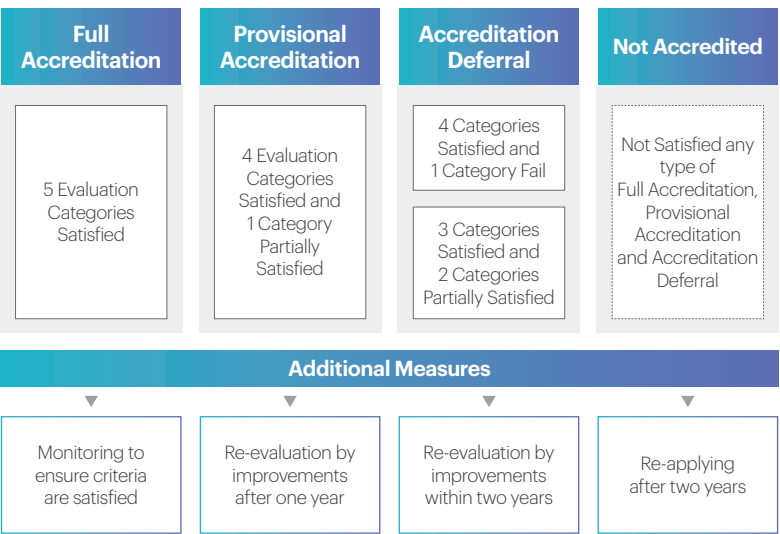 Full
Accreditation
Provisional
Accreditation
Accreditation
Deferral
Not Accredited
5 Evaluation
Categories
Satisfied
4 Evaluation
Categories
Satisfied and
1 Category
Partially
Satisfied
4 Categories
Satisfied and
1 Category Fail
3 Categories
Satisfied and
2 Categories
Partially Satisfied
Not Satisfied any
type of
Full Accreditation,
Provisional
Accreditation
and Accreditation
Deferral
Additional Measures
Monitoring to
ensure criteria
are satisfied
Re-evaluation by
improvements
after one year
Re-evaluation by
improvements
within two years
Re-applying
after two years